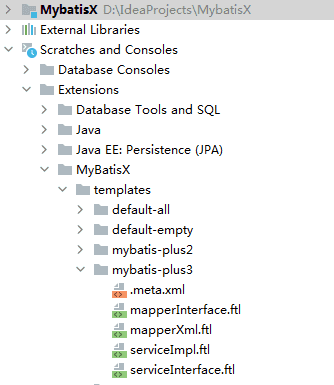 MybatisX D:\IdeaProjects\MybatisX
External Libraries
Scratches and Consoles
Database Consoles
Extensions
Database Tools and SQL
Java
Java EE: Persistence (JPA)
MyBatisX
templates
default-all
default-empty
mybatis-plus2
mybatis-plus3
.meta.xml
mapperInterface.ftl
mapperXml.ftl
serviceImpl.ftl
serviceInterface.ftl